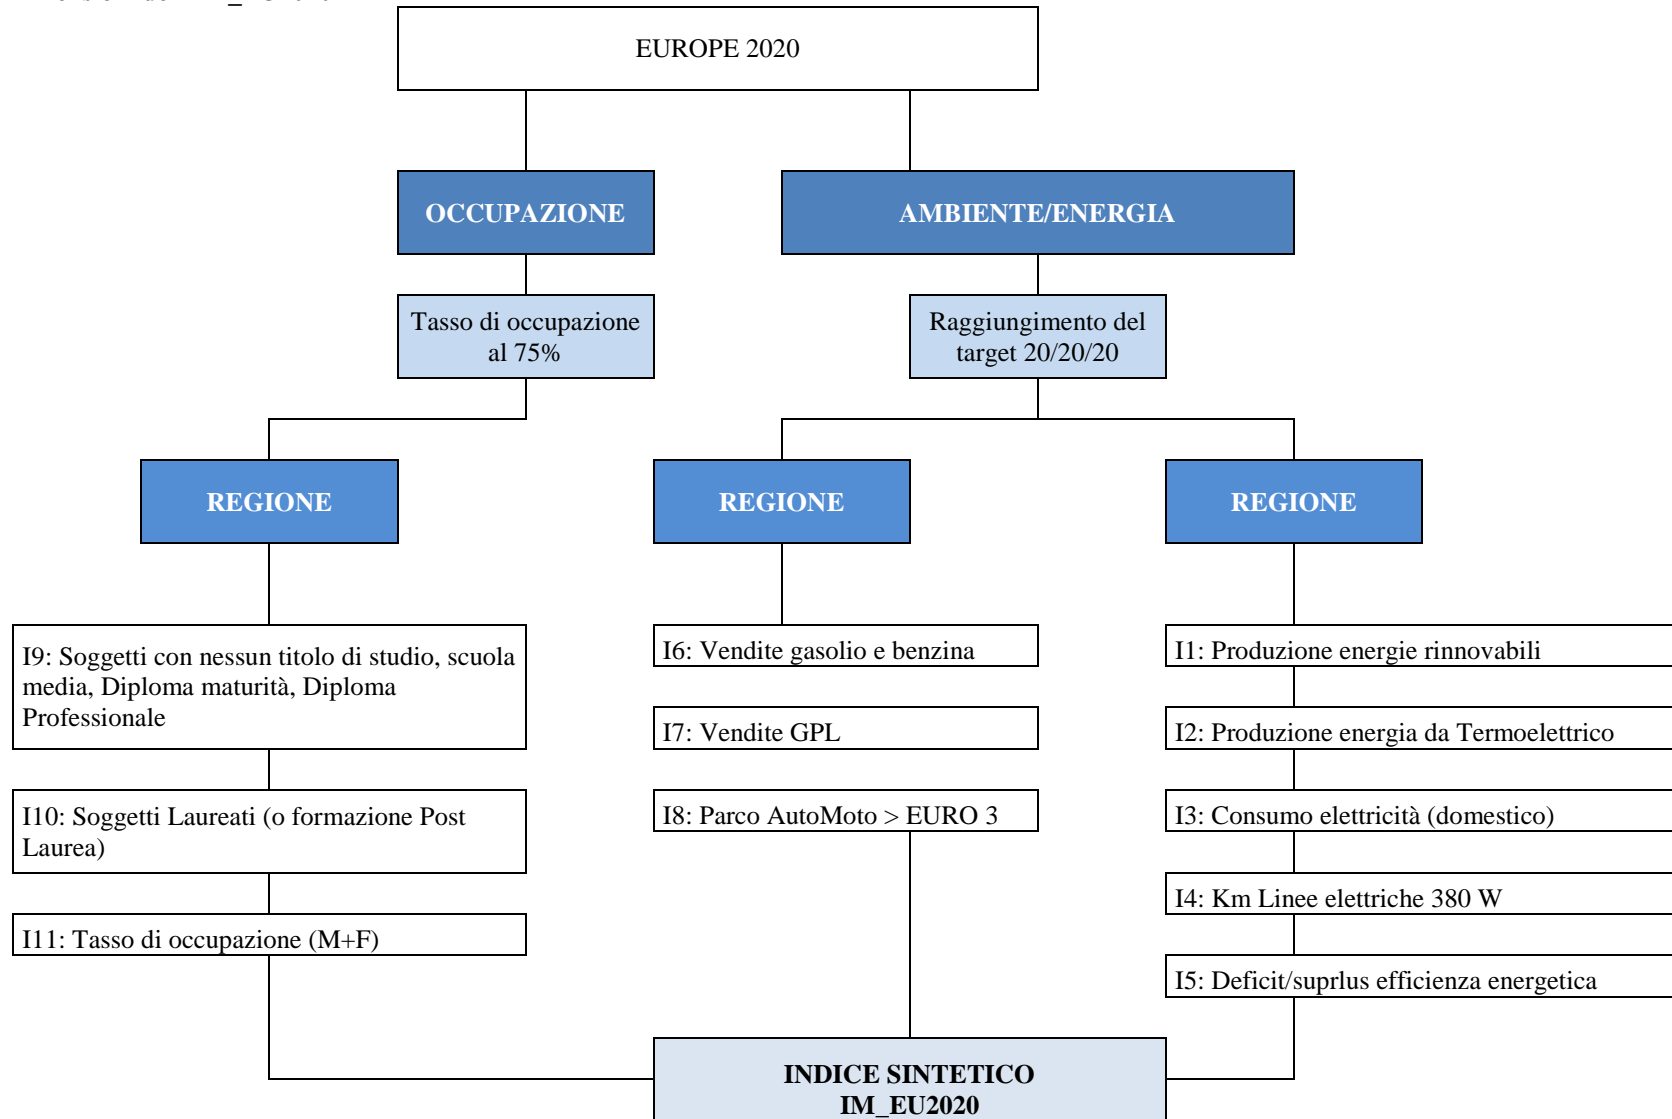 EUROPE 2020
OCCUPAZIONE
AMBIENTE/ENERGIA
Tasso di occupazione
al 75%
Raggiungimento del
target 20/20/20
REGIONE
REGIONE
REGIONE
I9: Soggetti con nessun titolo di studio, scuola
media, Diploma maturità, Diploma
Professionale
I10: Soggetti Laureati (o formazione Post
Laurea)
I11: Tasso di occupazione (M+F)
I6: Vendite gasolio e benzina
I7: Vendite GPL
I8: Parco AutoMoto > EURO 3
I1: Produzione energie rinnovabili
I2: Produzione energia da Termoelettrico
I3: Consumo elettricità (domestico)
I4: Km Linee elettriche 380 W
I5: Deficit/suprlus efficienza energetica
INDICE SINTETICO
IM_EU2020